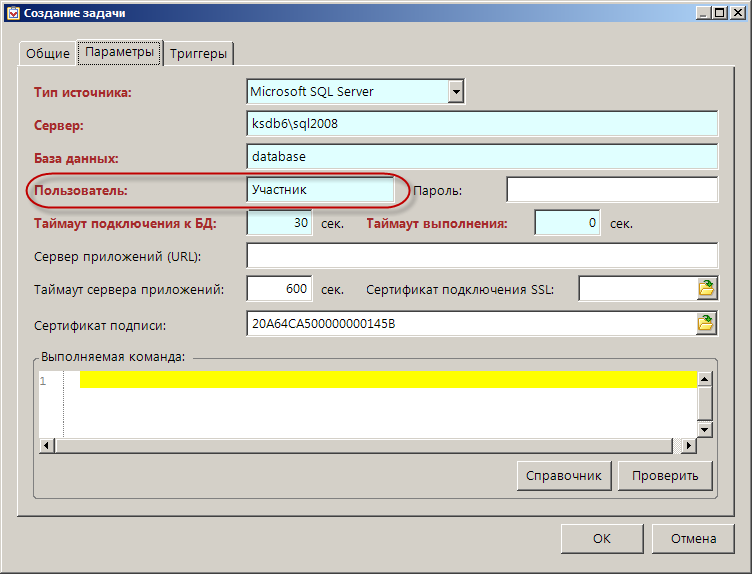 Создание задачи
Общие Параметры Триггеры
Тип источника: Microsoft SQL Server
Сервер: ksdb6\sql2008
База данных: database
Пользователь: Участник Пароль:
Таймаут подключения к БД: 30 сек. Таймаут выполнения: 0 сек.
Сервер приложений (URL):
Таймаут сервера приложений: 600 сек. Сертификат подключения SSL:
Сертификат подписи: 20A64CA500000000145B
Выполняемая команда:
1
Справочник Проверить
OK Отмена